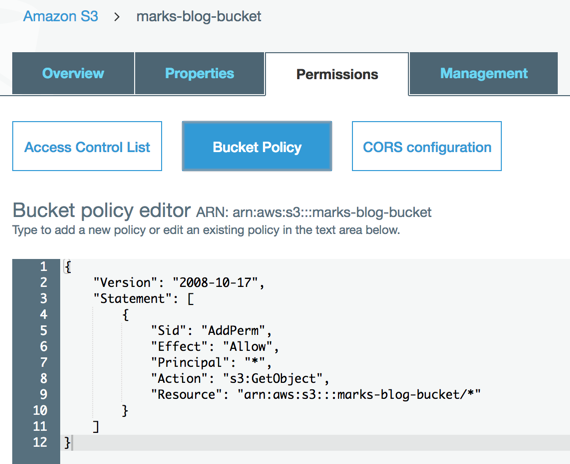 Amazon S3 > marks-blog-bucket
Overview Properties Permissions Management
Access Control List Bucket Policy CORS configuration
Bucket policy editor ARN: arn:aws:s3:::marks-blog-bucket
Type to add a new policy or edit an existing policy in the text area below.
1 {
2 "Version": "2008-10-17",
3 "Statement": [
4 {
5 "Sid": "AddPerm",
6 "Effect": "Allow",
7 "Principal": "*",
8 "Action": "s3:GetObject",
9 "Resource": "arn:aws:s3:::marks-blog-bucket/*"
10 }
11 ]
12 }